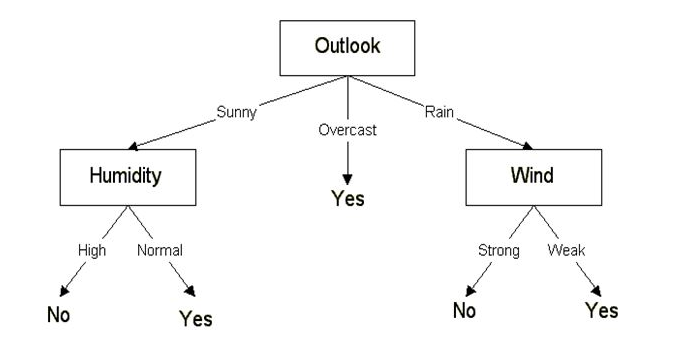 Outlook
Sunny
Overcast
Rain
Humidity
Yes
Wind
High
Normal
Strong
Weak
No
Yes
No
Yes